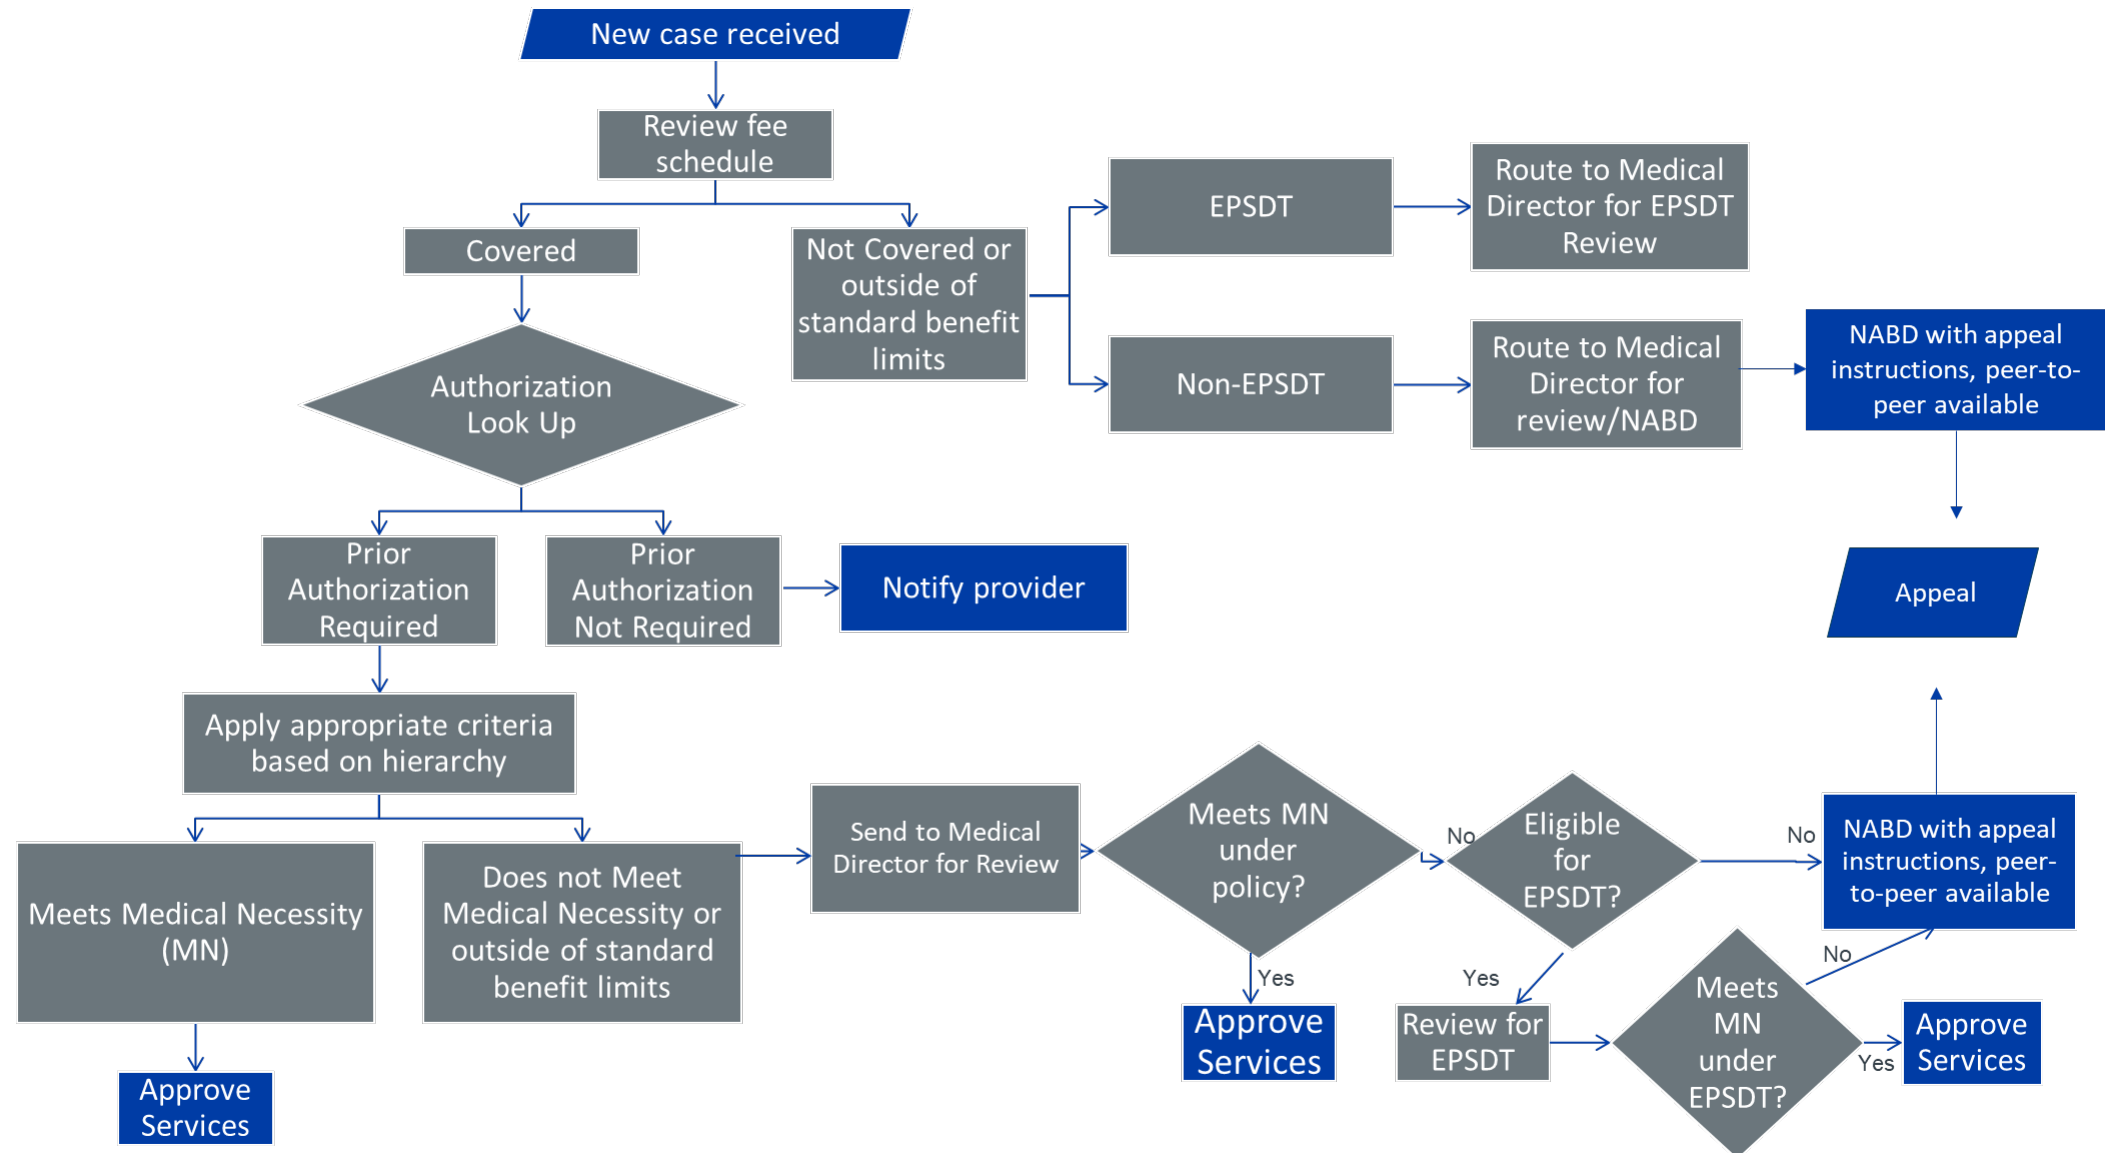 New case received
Review fee
schedule
Covered
Not Covered or
outside of
standard benefit
limits
EPSDT
Route to Medical
Director for EPSDT
Review
Non-EPSDT
Route to Medical
Director for
review/NABD
NABD with appeal
instructions, peer-to-
peer available
Appeal
Authorization
Look Up
Prior
Authorization
Required
Prior
Authorization
Not Required
Notify provider
Apply appropriate criteria
based on hierarchy
Meets Medical Necessity
(MN)
Approve
Services
Does not Meet
Medical Necessity or
outside of standard
benefit limits
Send to Medical
Director for Review
Meets MN
under
policy?
Yes
Approve
Services
No
Eligible
for
EPSDT?
Yes
Review for
EPSDT
No
NABD with appeal
instructions, peer-
to-peer available
Meets
MN
under
EPSDT?
No
Yes
Approve
Services